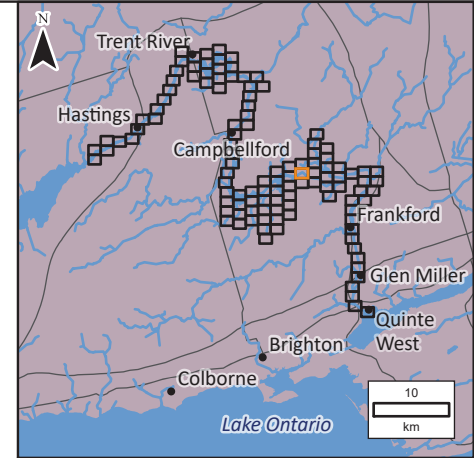 N
Trent River
Hastings
Campbellford
Frankford
Glen Miller
Quinte
West
Brighton
Colborne
Lake Ontario
10
km